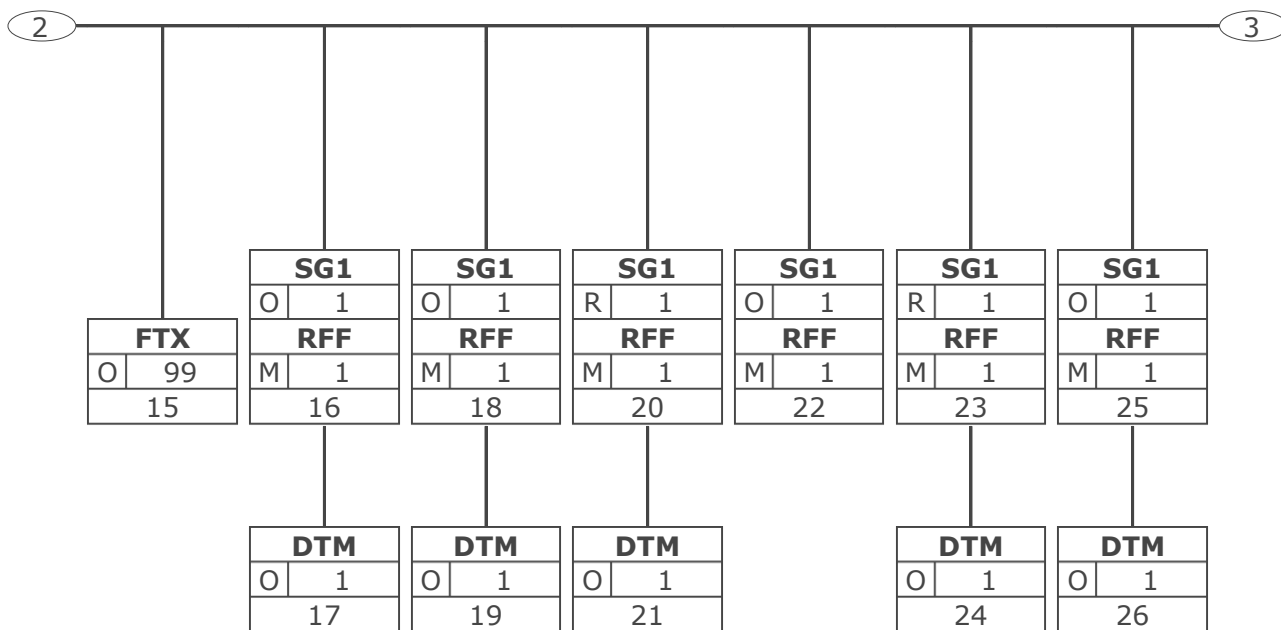 2 3
SG1 SG1 SG1 SG1 SG1 SG1
O 1 O 1 R 1 O 1 R 1 O 1
FTX RFF RFF RFF RFF RFF RFF
O 99 M 1 M 1 M 1 M 1 M 1 M 1
15 16 18 20 22 23 25
DTM DTM DTM DTM DTM
O 1 O 1 O 1 O 1 O 1
17 19 21 24 26